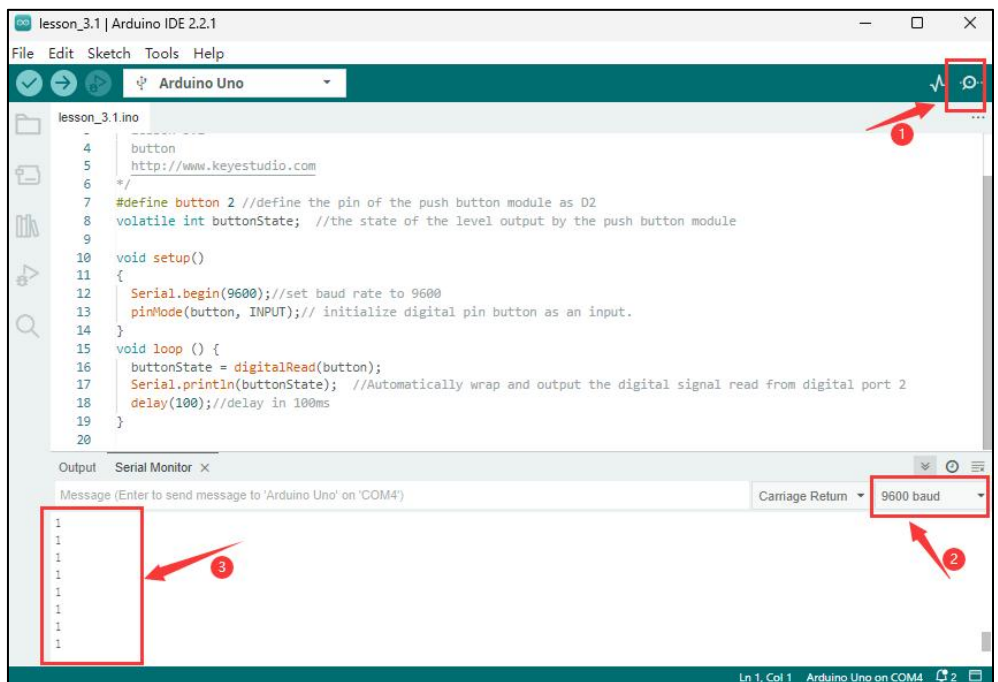 lesson_3.1 | Arduino IDE 2.2.1
File Edit Sketch Tools Help
Arduino Uno
1
lesson_3.1.ino
4 button
5 http://www.keyestudio.com
6 */
7 #define button 2 //define the pin of the push button module as D2
8 volatile int buttonState; //the state of the level output by the push button module
9
10 void setup()
11 {
12 Serial.begin(9600);//set baud rate to 9600
13 pinMode(button, INPUT);// initialize digital pin button as an input.
14 }
15 void loop () {
16 buttonState = digitalRead(button);
17 Serial.println(buttonState); //Automatically wrap and output the digital signal read from digital port 2
18 delay(100);//delay in 100ms
19 }
20
Output Serial Monitor ×
Message (Enter to send message to 'Arduino Uno' on 'COM4')
Carriage Return 9600 baud
1
1
1
1
1
1
1
1
3
2
Ln 1, Col 1 Arduino Uno on COM4 2